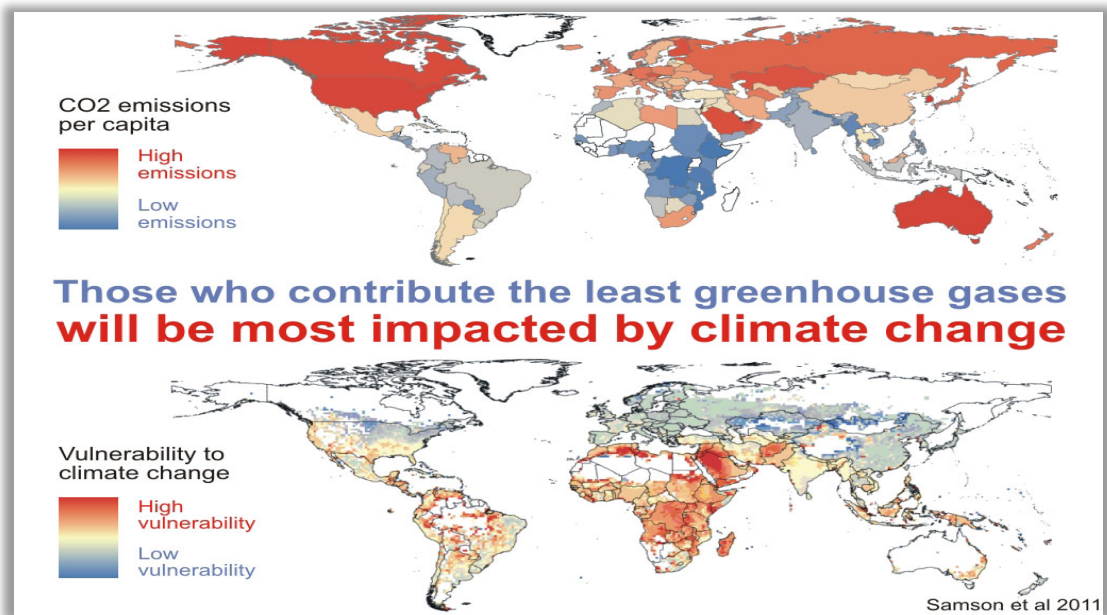 CO2 emissions
per capita
High
emissions
Low
emissions
Those who contribute the least greenhouse gases
will be most impacted by climate change
Vulnerability to
climate change
High
vulnerability
Low
vulnerability
Samson et al 2011